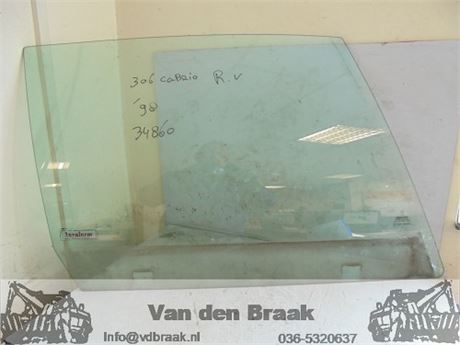 306 cabrio R.V
'98
34860
Van den Braak
Info@vdbraak.nl 036-5320637